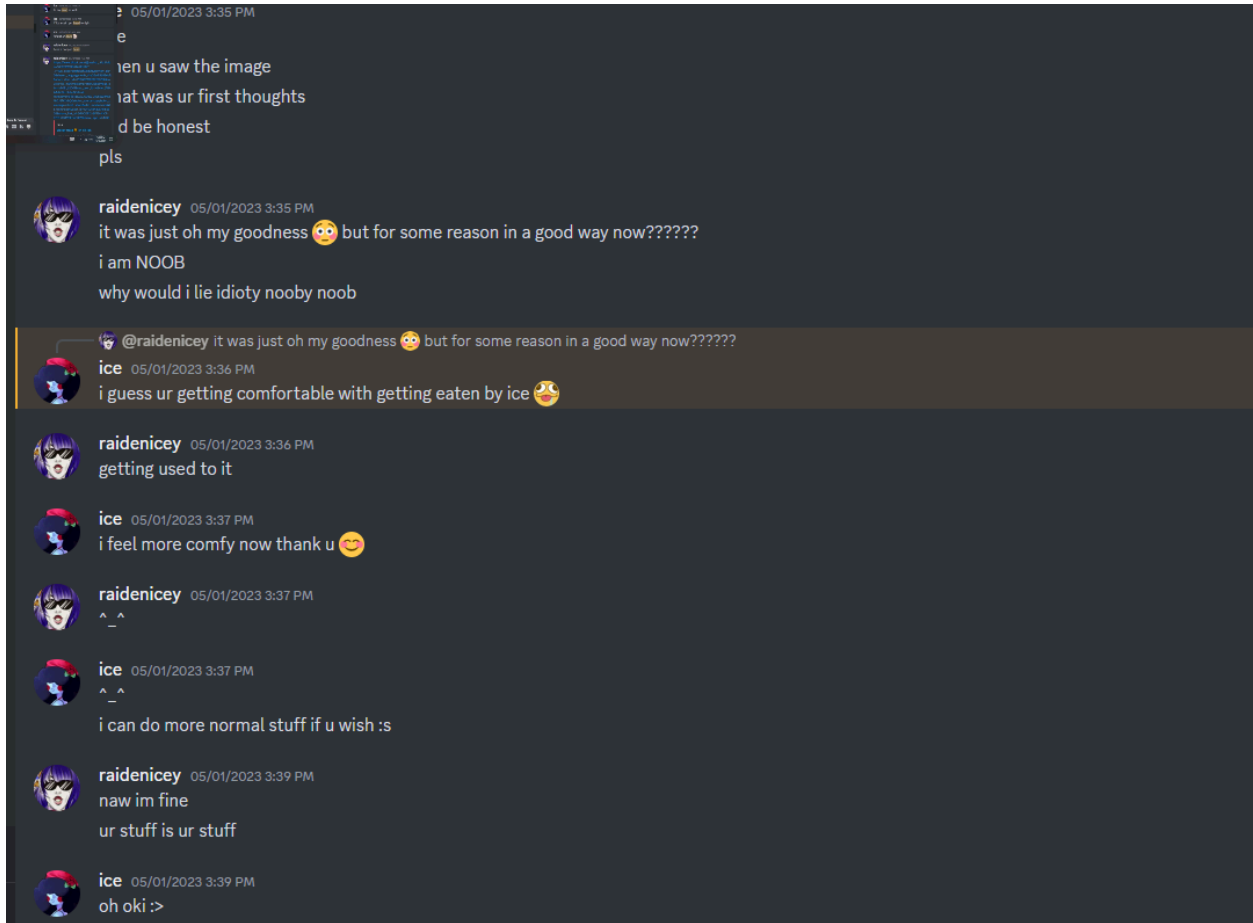 05/01/2023 3:35 PM
u saw the image
was ur first thoughts
be honest
pls
raidenicey 05/01/2023 3:35 PM
it was just oh my goodness 😳 but for some reason in a good way now??????
i am NOOB
why would i lie idioty nooby noob
@raidenicey it was just oh my goodness 😳 but for some reason in a good way now??????
ice 05/01/2023 3:36 PM
i guess ur getting comfortable with getting eaten by ice
raidenicey 05/01/2023 3:36 PM
getting used to it
ice 05/01/2023 3:37 PM
i feel more comfy now thank u 😊
raidenicey 05/01/2023 3:37 PM
^_^
ice 05/01/2023 3:37 PM
^_^
i can do more normal stuff if u wish :s
raidenicey 05/01/2023 3:39 PM
naw im fine
ur stuff is ur stuff
ice 05/01/2023 3:39 PM
oh oki :>